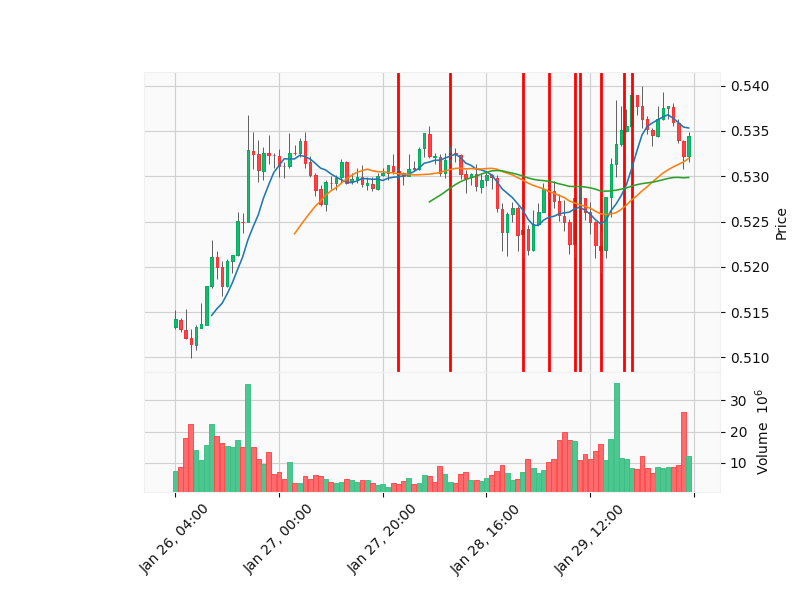 0.540
0.535
0.530
0.525
0.520
0.515
0.510
Price
30
20
10
Volume 10⁶
Jan 26, 04:00
Jan 27, 00:00
Jan 27, 20:00
Jan 28, 16:00
Jan 29, 12:00